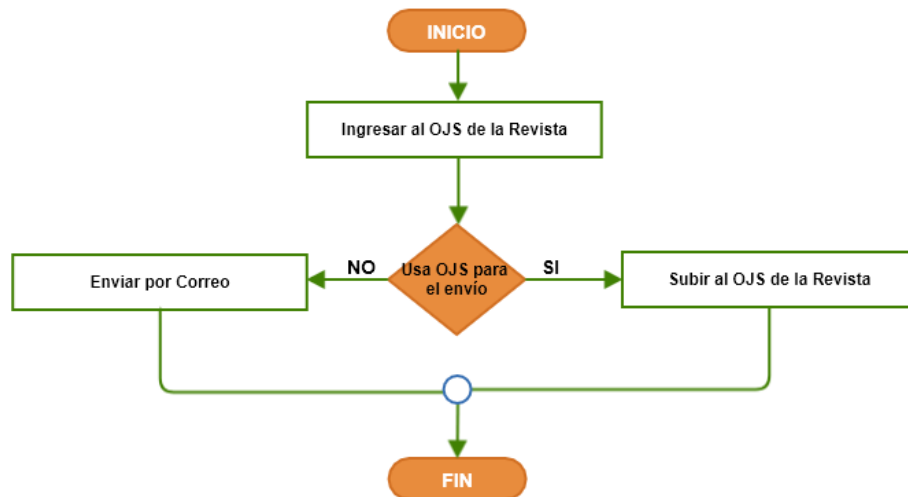 INICIO
Ingresar al OJS de la Revista
NO
Usa OJS para
el envío
SI
Enviar por Correo
Subir al OJS de la Revista
FIN